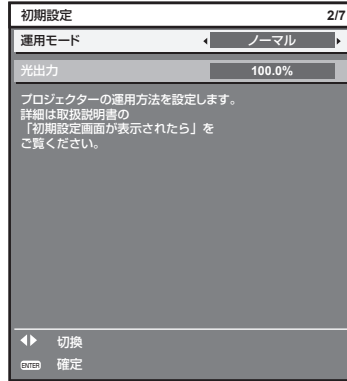 初期設定 2/7
運用モード ノーマル
光出力 100.0%
プロジェクターの運用方法を設定します。
詳細は取扱説明書の
「初期設定画面が表示されたら」を
ご覧ください。
切換
ENTER 確定